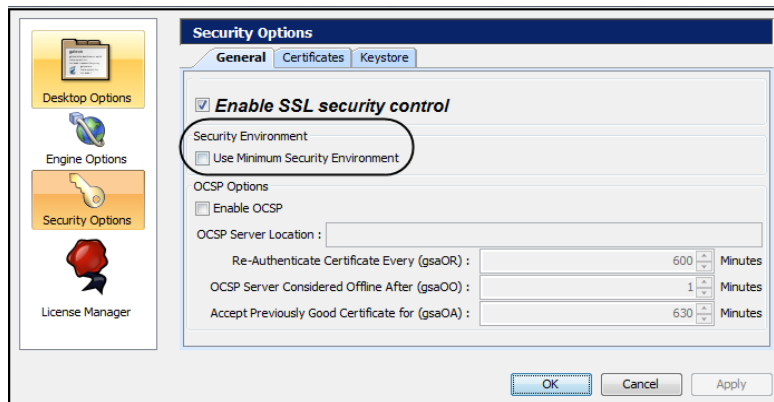 Security Options
General Certificates Keystore
Desktop Options
Engine Options
Security Options
License Manager
Enable SSL security control
Security Environment
Use Minimum Security Environment
OCSP Options
Enable OCSP
OCSP Server Location :
Re-Authenticate Certificate Every (gsaOR) : 600 Minutes
OCSP Server Considered Offline After (gsaOO) : 1 Minutes
Accept Previously Good Certificate for (gsaOA) : 630 Minutes
OK Cancel Apply